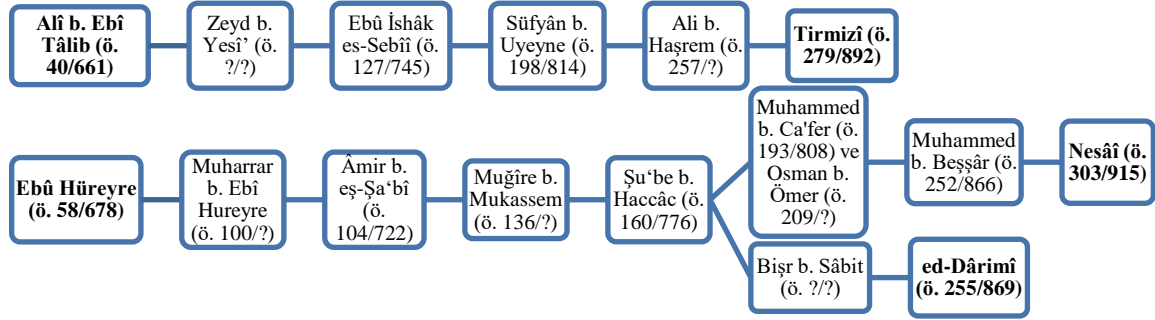 Alî b. Ebî
Tâlib (ö.
40/661)
Zeyd b.
Yesî’ (ö.
?/?)
Ebû İshâk
es-Sebîî (ö.
127/745)
Süfyân b.
Uyeyne (ö.
198/814)
Ali b.
Haşrem (ö.
257/?)
Tirmizî (ö.
279/892)
Ebû Hüreyre
(ö. 58/678)
Muharrar
b. Ebî
Hureyre
(ö. 100/?)
Âmir b.
eş-Şa‘bî
(ö.
104/722)
Muğîre b.
Mukassem
(ö. 136/?)
Şu‘be b.
Haccâc (ö.
160/776)
Muhammed
b. Ca'fer (ö.
193/808) ve
Osman b.
Ömer (ö.
209/?)
Muhammed
b. Beşşâr (ö.
252/866)
Nesâî (ö.
303/915)
Bişr b. Sâbit
(ö. ?/?)
ed-Dârimî
(ö. 255/869)